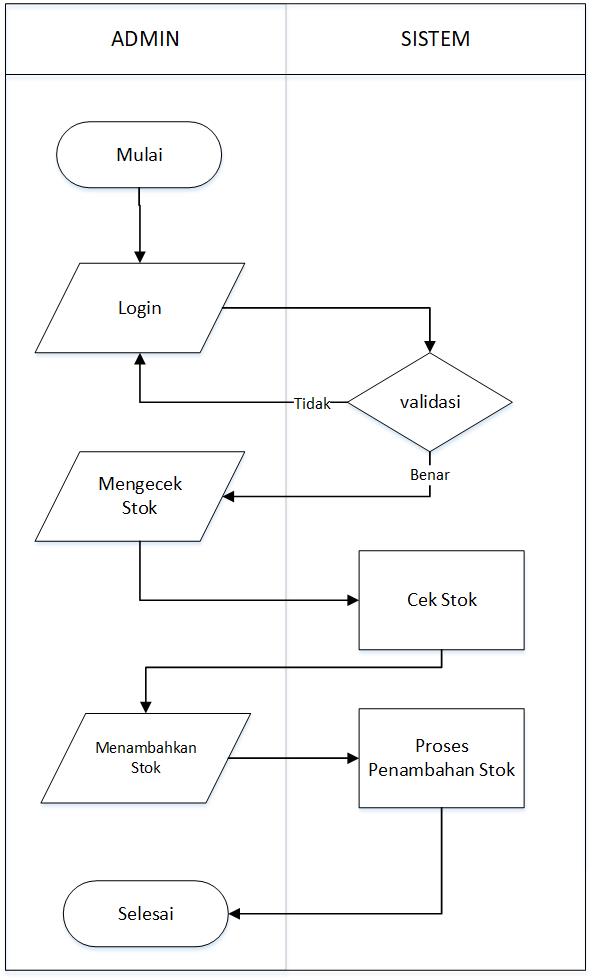 ADMIN
SISTEM
Mulai
Login
validasi
Tidak
Benar
Mengecek
Stok
Cek Stok
Menambahkan
Stok
Proses
Penambahan Stok
Selesai